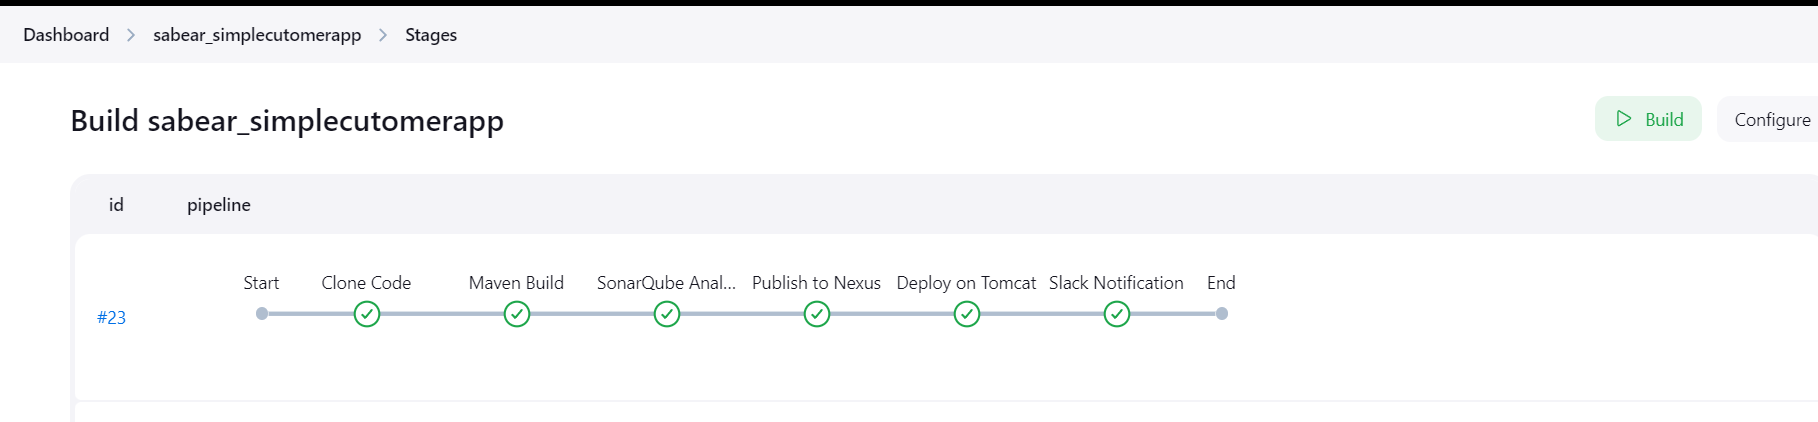 Dashboard > sabear_simplecutomerapp > Stages
Build sabear_simplecutomerapp
Build
Configure
id pipeline
Start Clone Code Maven Build SonarQube Anal... Publish to Nexus Deploy on Tomcat Slack Notification End
#23